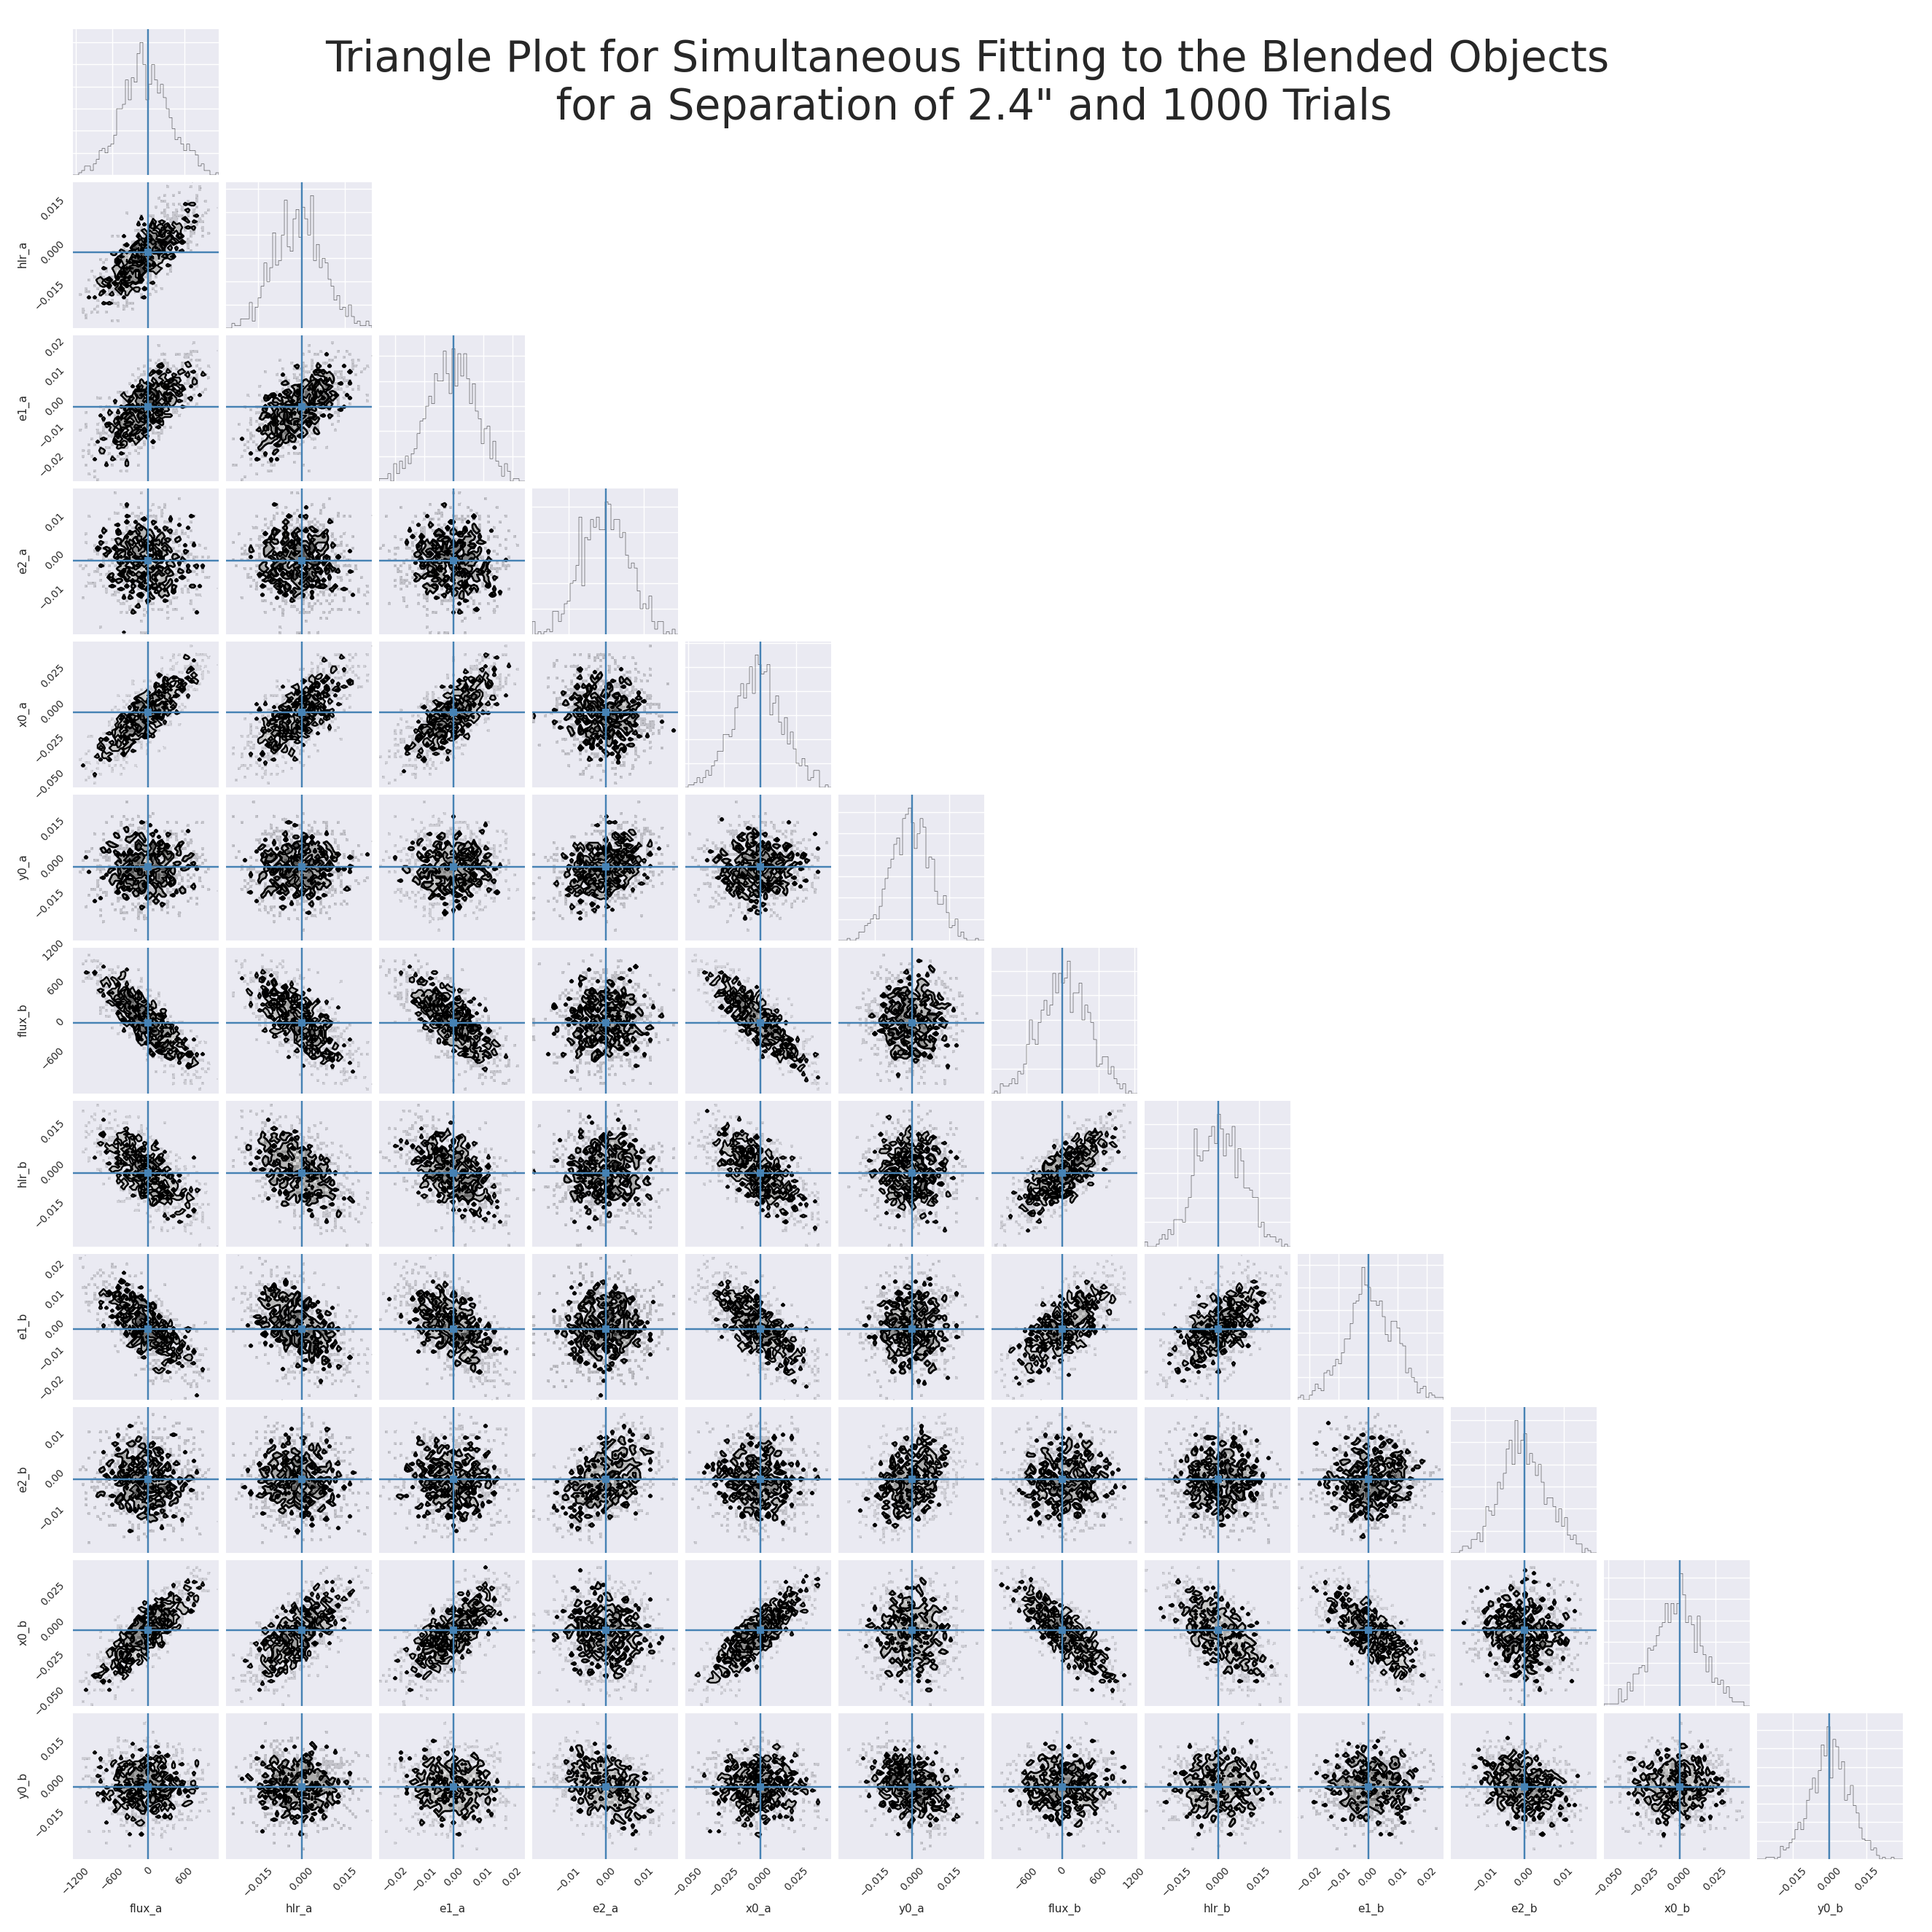 Triangle Plot for Simultaneous Fitting to the Blended Objects
for a Separation of 2.4" and 1000 Trials
hlr_a
0.015
0.000
−0.015
e1_a
0.02
0.01
0.00
−0.01
−0.02
e2_a
0.01
0.00
−0.01
x0_a
0.025
0.000
−0.025
−0.050
y0_a
0.015
0.000
−0.015
flux_b
1200
600
0
−600
hlr_b
0.015
0.000
−0.015
e1_b
0.02
0.01
0.00
−0.01
−0.02
e2_b
0.01
0.00
−0.01
x0_b
0.025
0.000
−0.025
−0.050
y0_b
0.015
0.000
−0.015
−1200 −600 0 600 −0.015 0.000 0.015 −0.02 −0.01 0.00 0.01 0.02 −0.01 0.00 0.01 −0.050 −0.025 0.000 0.025 −0.015 0.000 0.015 −600 0 600 1200 −0.015 0.000 0.015 −0.02 −0.01 0.00 0.01 0.02 −0.01 0.00 0.01 −0.050 −0.025 0.000 0.025 −0.015 0.000 0.015
flux_a hlr_a e1_a e2_a x0_a y0_a flux_b hlr_b e1_b e2_b x0_b y0_b